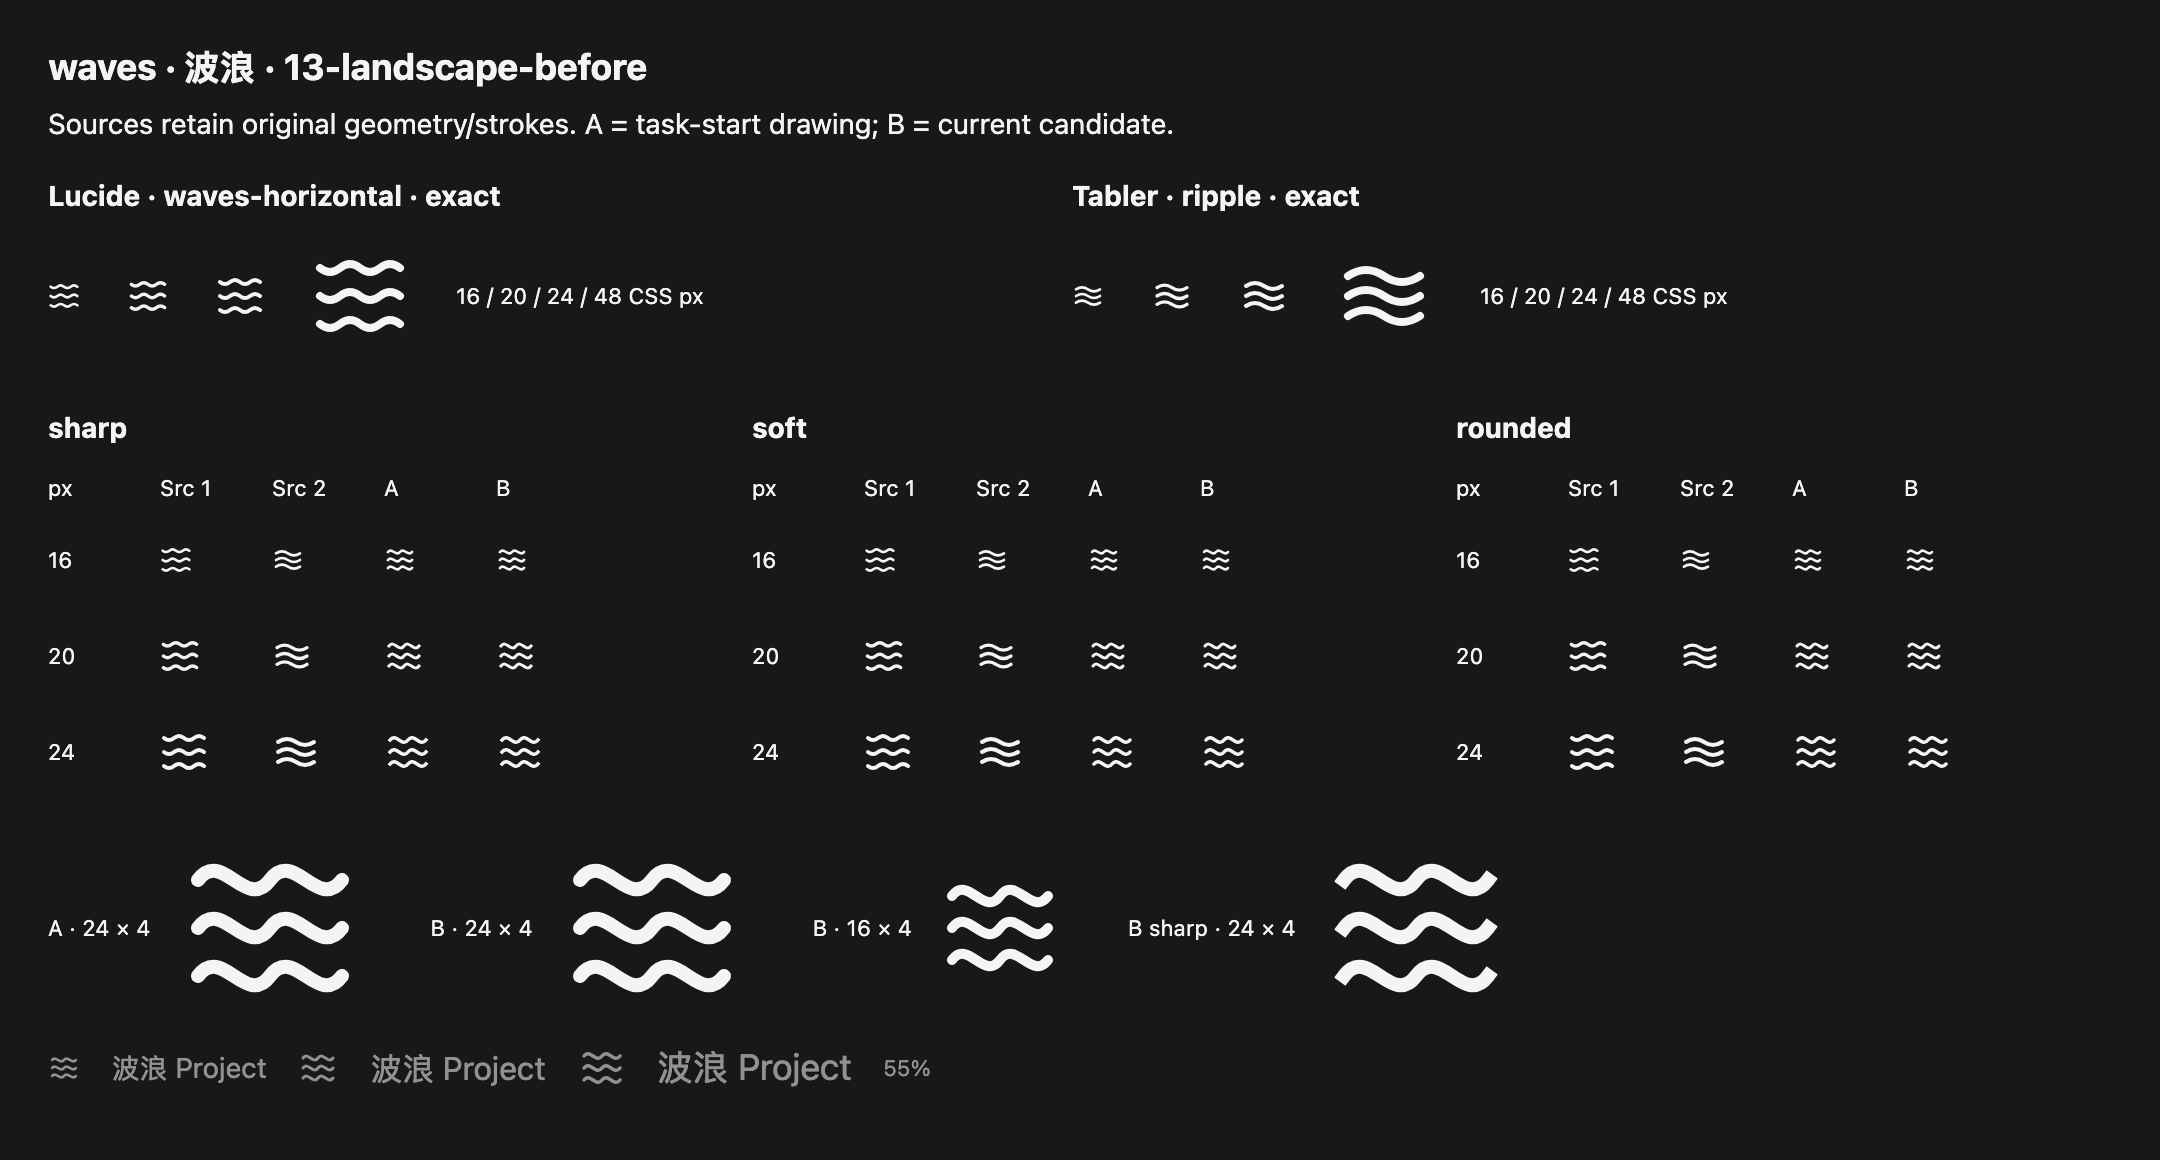 waves · 波浪 · 13-landscape-before
Sources retain original geometry/strokes. A = task-start drawing; B = current candidate.
Lucide · waves-horizontal · exact
16 / 20 / 24 / 48 CSS px
Tabler · ripple · exact
16 / 20 / 24 / 48 CSS px
sharp
px Src 1 Src 2 A B
16
20
24
soft
px Src 1 Src 2 A B
16
20
24
rounded
px Src 1 Src 2 A B
16
20
24
A · 24 × 4
B · 24 × 4
B · 16 × 4
B sharp · 24 × 4
波浪 Project 波浪 Project 波浪 Project 55%